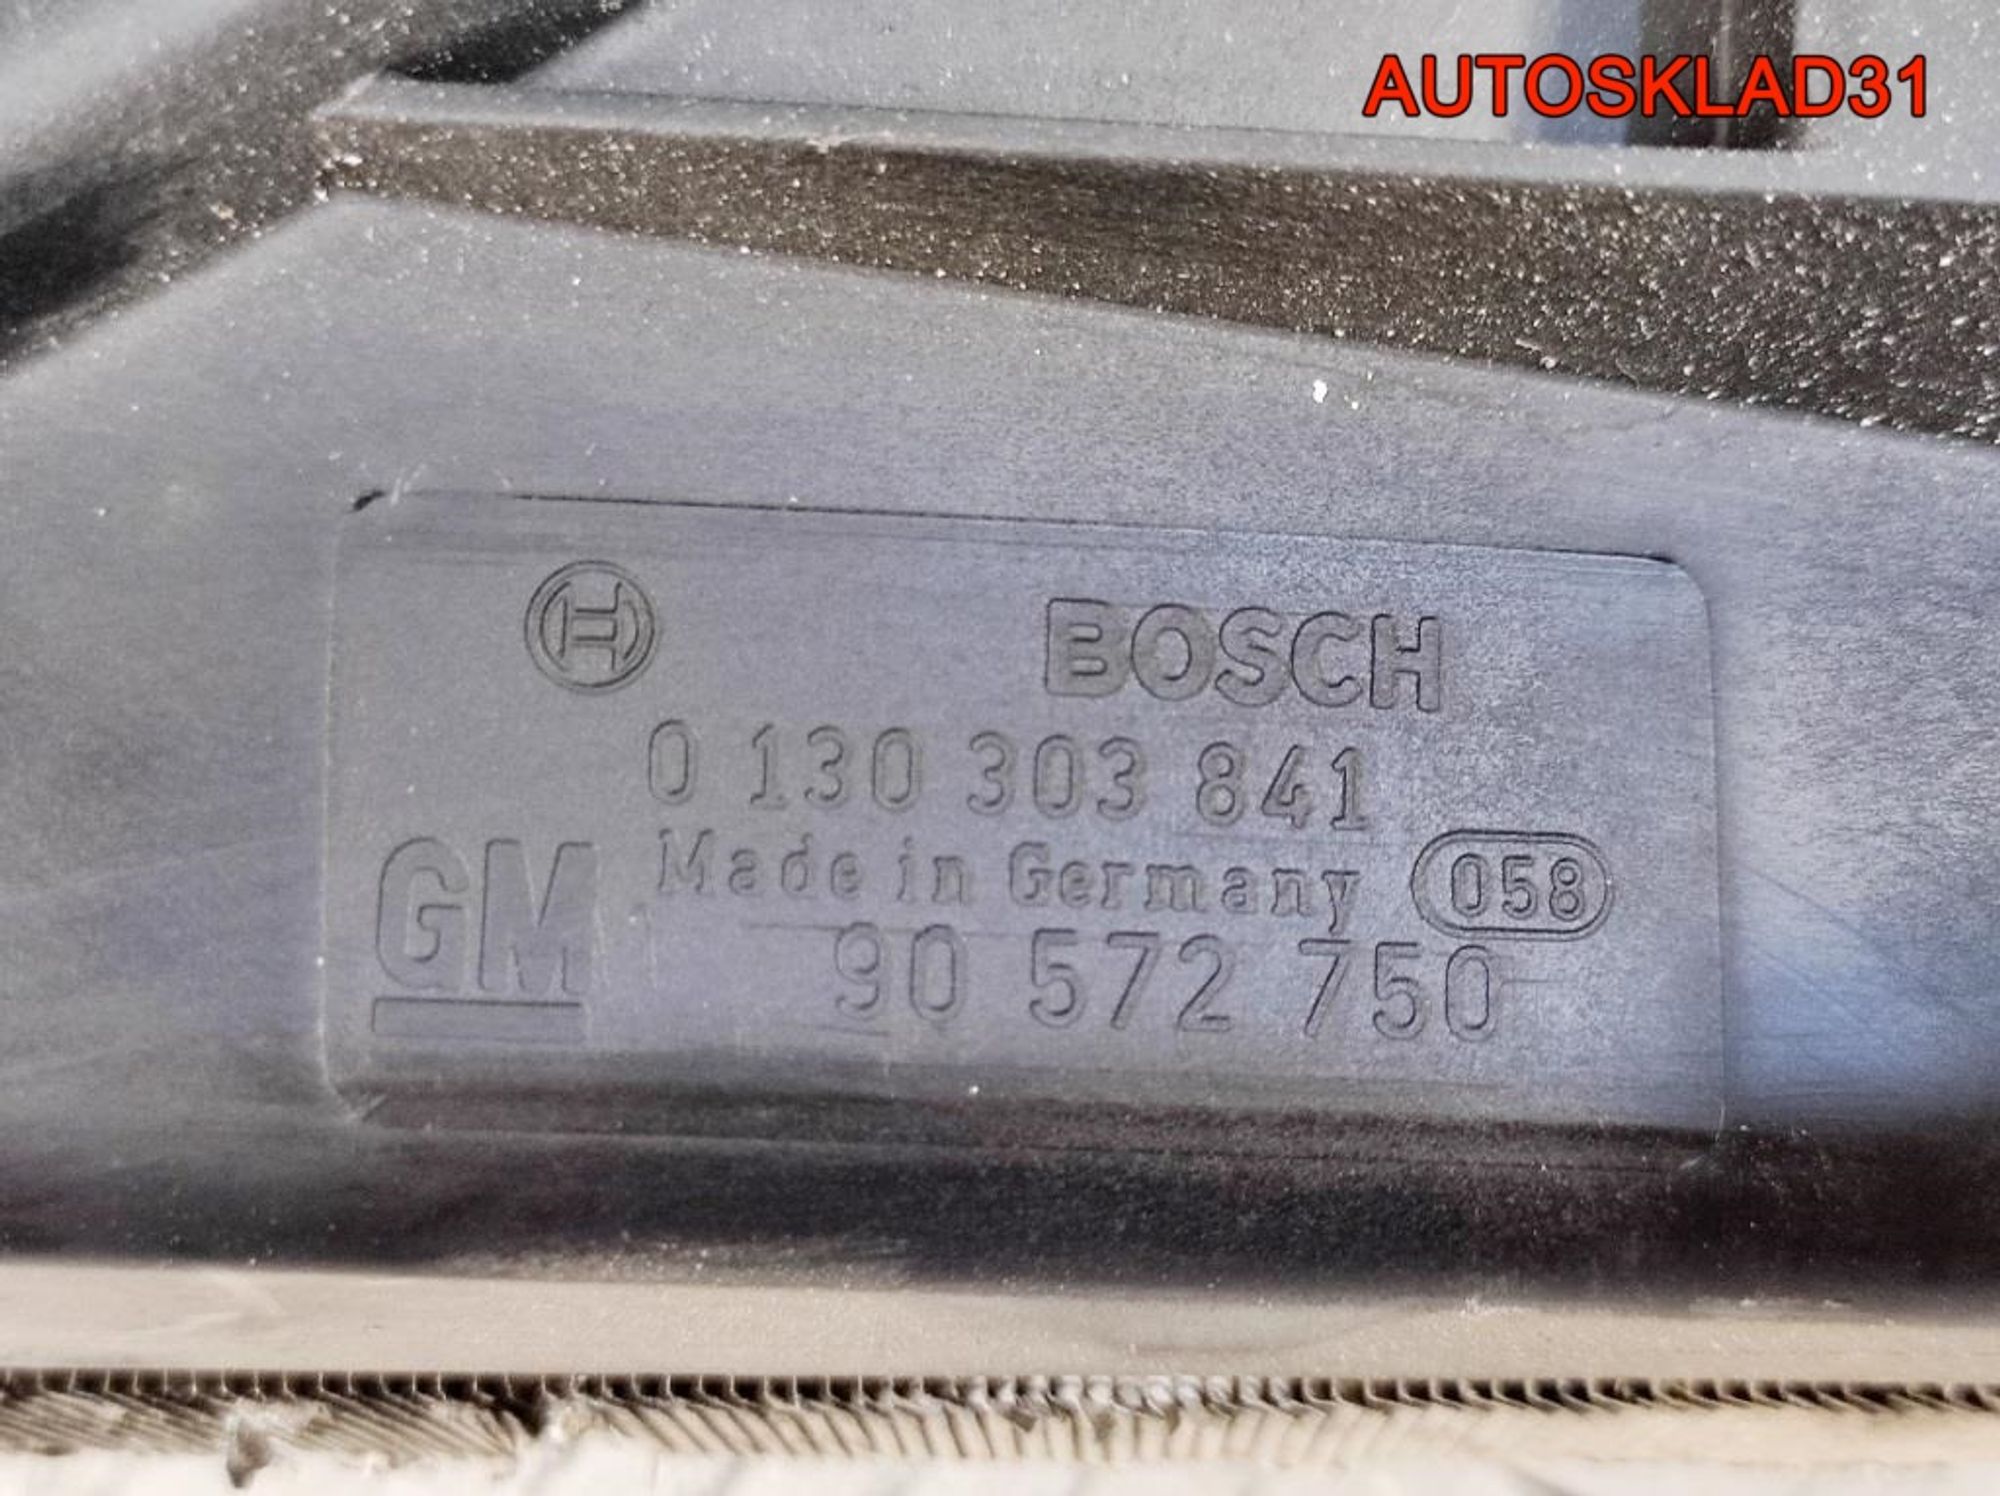 AUTOSKLAD31
BOSCH
0 130 303 841
Made in Germany 058
GM 90 572 750